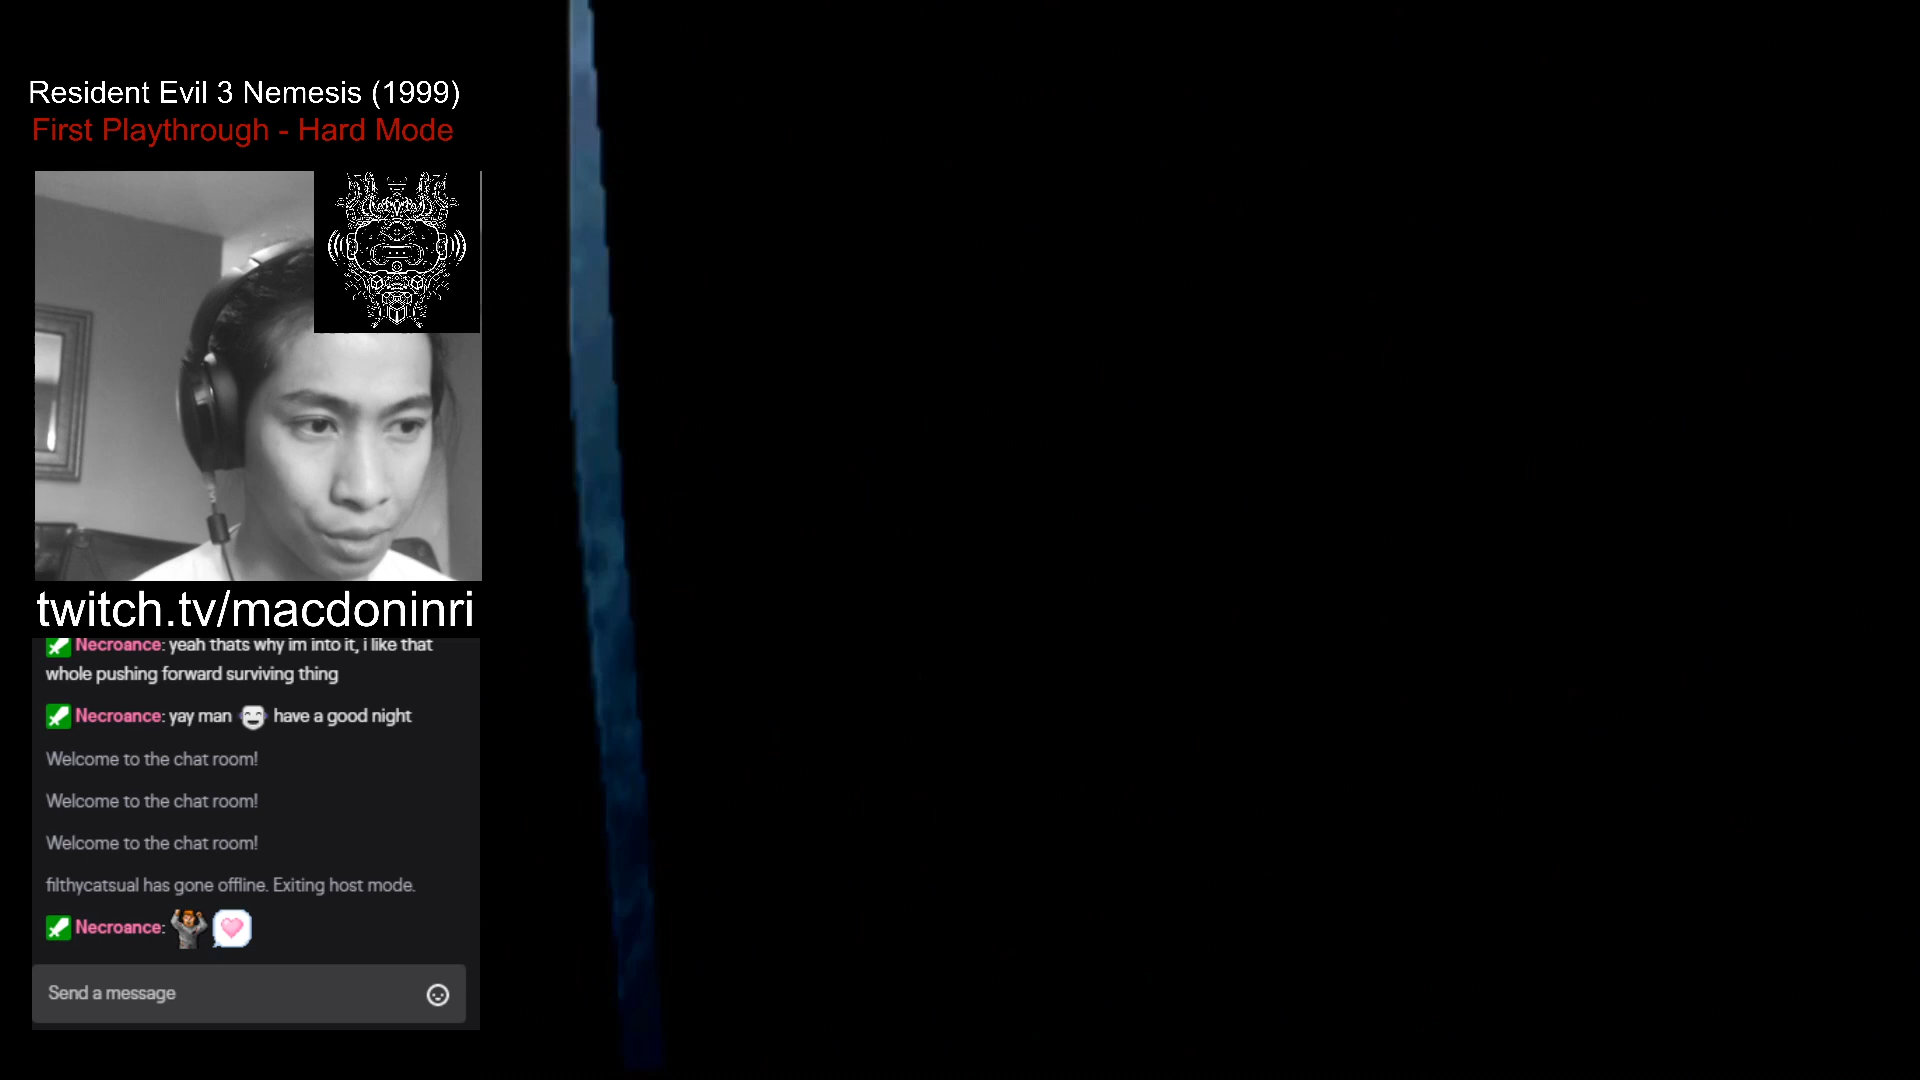 Resident Evil 3 Nemesis (1999)
First Playthrough - Hard Mode
twitch.tv/macdoninri
Necroance: yeah thats why im into it, i like that
whole pushing forward surviving thing
Necroance: yay man have a good night
Welcome to the chat room!
Welcome to the chat room!
Welcome to the chat room!
filthycatsual has gone offline. Exiting host mode.
Necroance:
Send a message